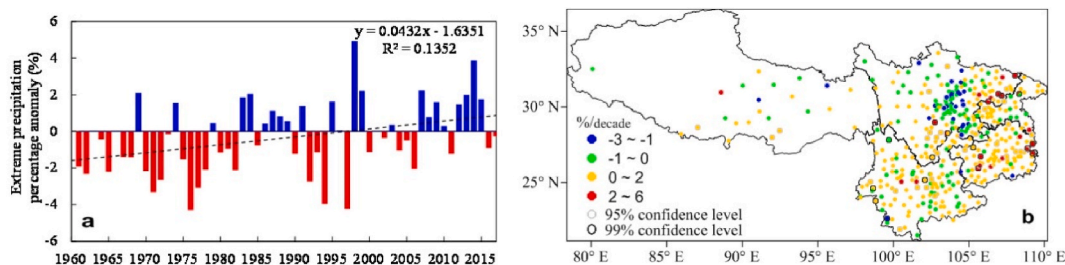 y = 0.0432x - 1.6351
R² = 0.1352
Extreme precipitation
percentage anomaly (%)
6
4
2
0
-2
-4
-6
a
1960 1965 1970 1975 1980 1985 1990 1995 2000 2005 2010 2015
35° N
30° N
25° N
%/decade
-3 ~ -1
-1 ~ 0
0 ~ 2
2 ~ 6
95% confidence level
99% confidence level
b
80° E 85° E 90° E 95° E 100° E 105° E 110° E